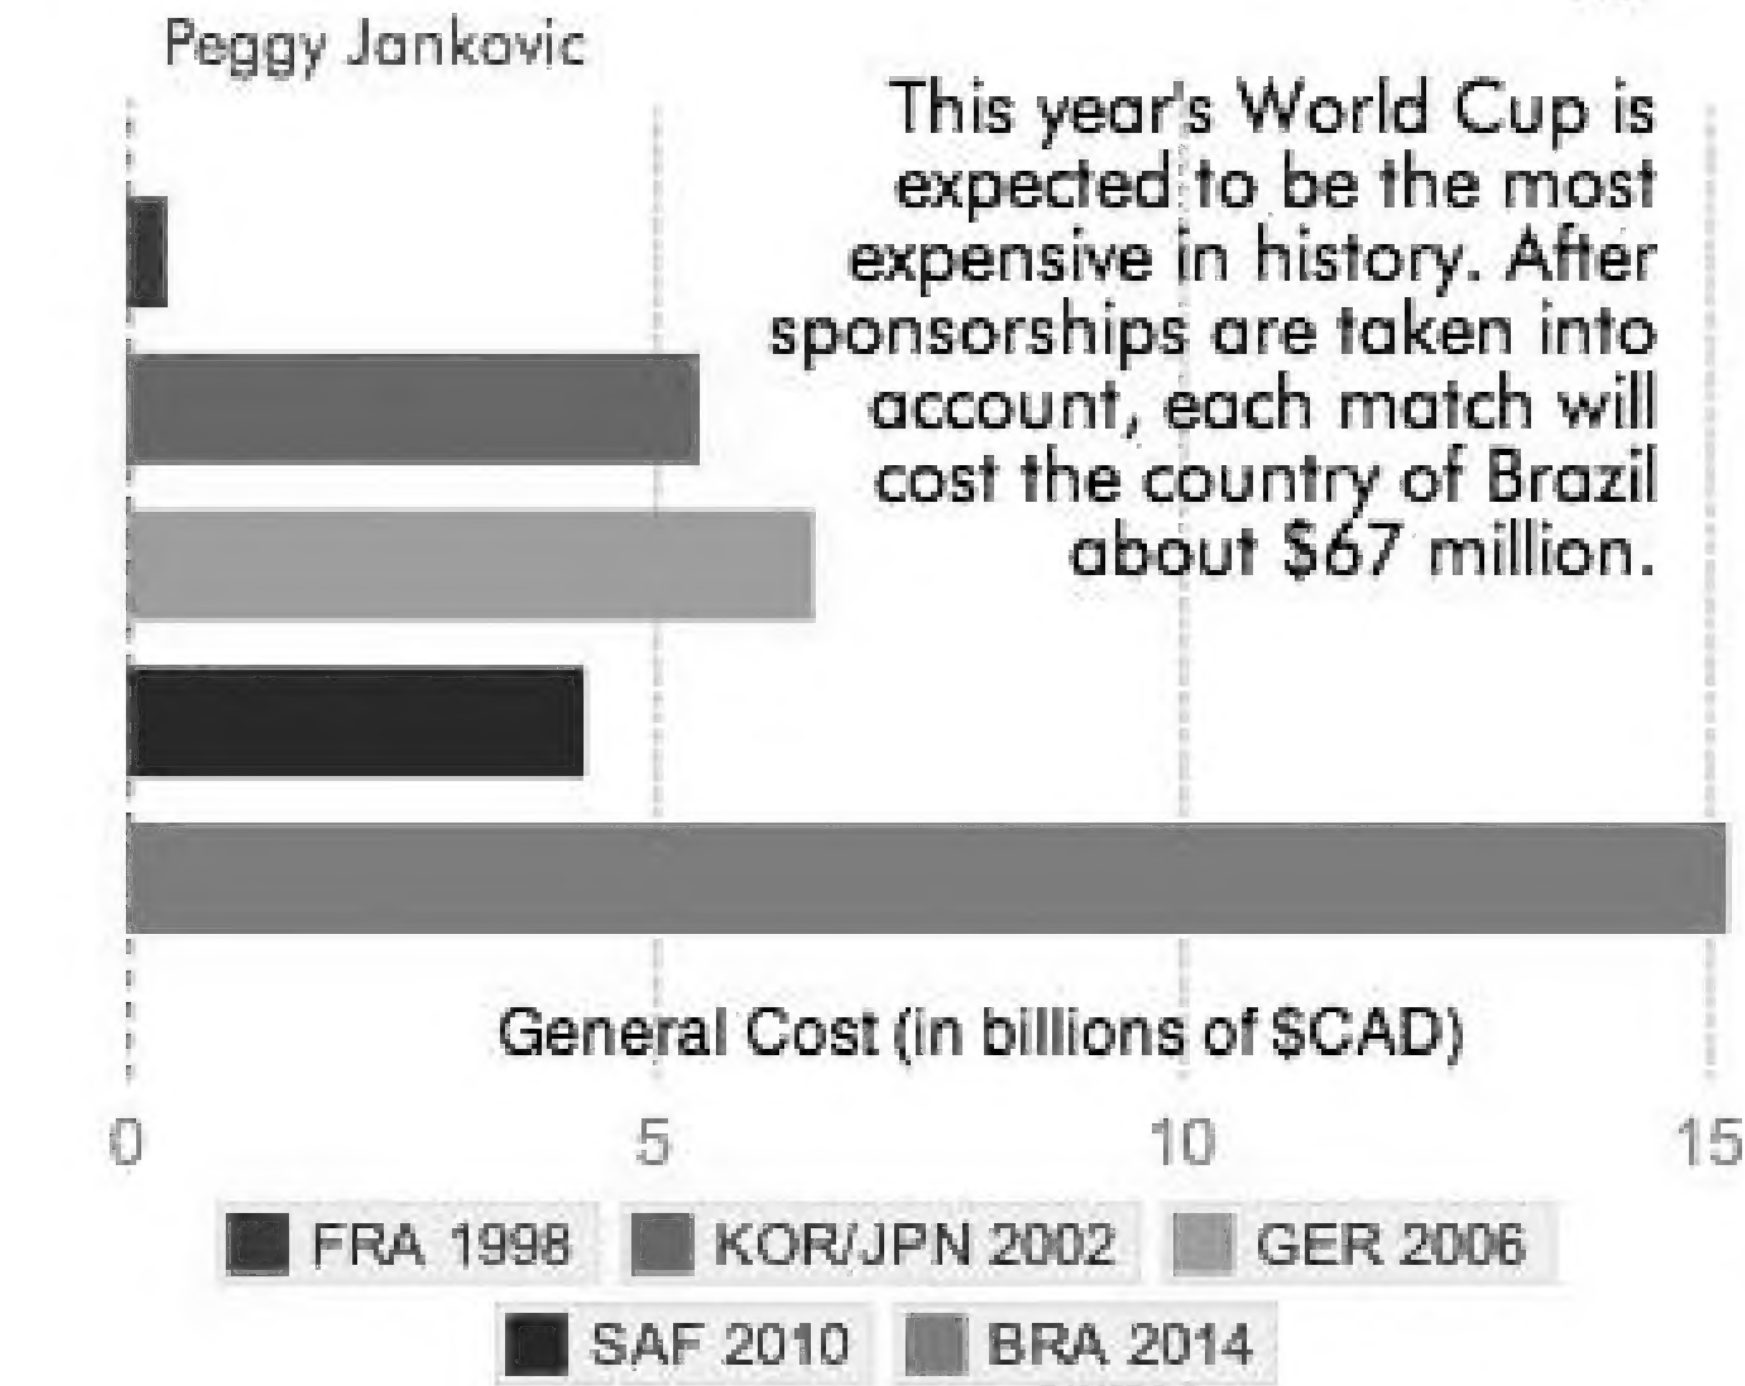 Peggy Jankovic
This year's World Cup is
expected to be the most
expensive in history. After
sponsorships are taken into
account, each match will
cost the country of Brazil
about $67 million.
General Cost (in billions of $CAD)
0 5 10 15
FRA 1998 KOR/JPN 2002 GER 2006
SAF 2010 BRA 2014